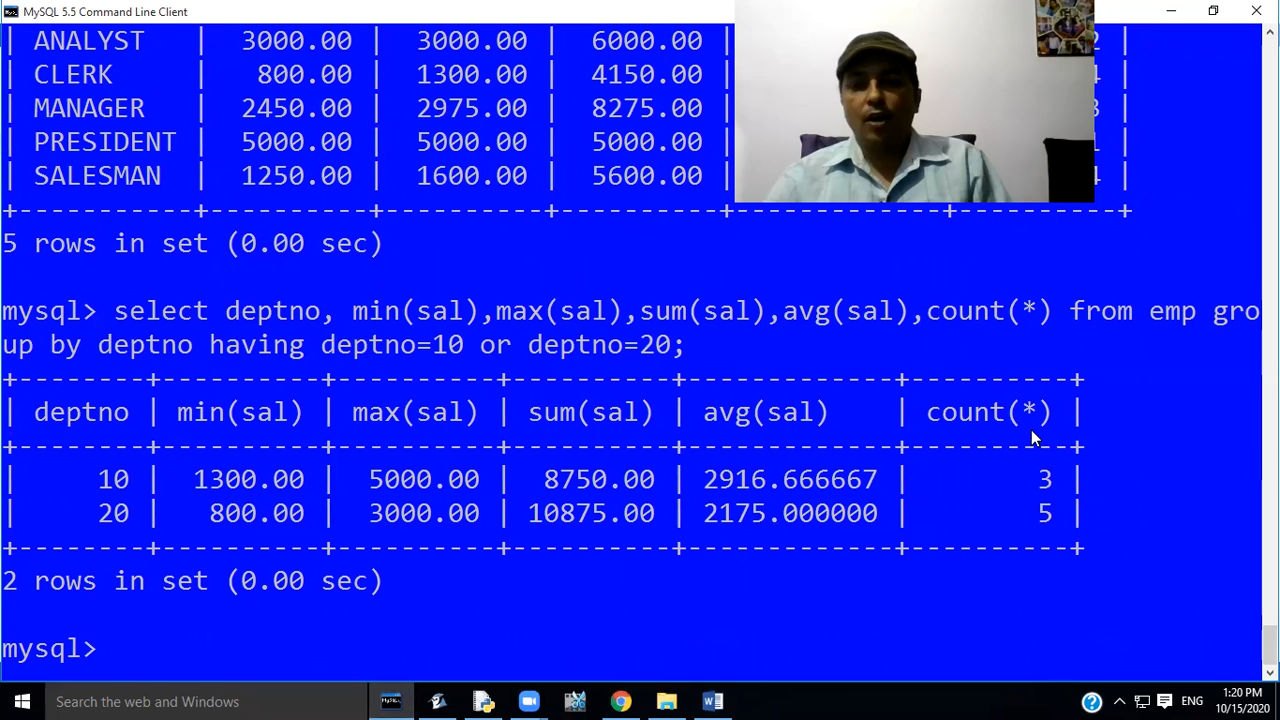 MySQL 5.5 Command Line Client
| ANALYST | 3000.00 | 3000.00 | 6000.00 | 2 |
| CLERK | 800.00 | 1300.00 | 4150.00 | 4 |
| MANAGER | 2450.00 | 2975.00 | 8275.00 | 3 |
| PRESIDENT | 5000.00 | 5000.00 | 5000.00 | 1 |
| SALESMAN | 1250.00 | 1600.00 | 5600.00 | 4 |
+-----------+---------+---------+---------+-------------+----------+
5 rows in set (0.00 sec)
mysql> select deptno, min(sal),max(sal),sum(sal),avg(sal),count(*) from emp gro
up by deptno having deptno=10 or deptno=20;
+--------+----------+----------+----------+-------------+----------+
| deptno | min(sal) | max(sal) | sum(sal) | avg(sal) | count(*) |
+--------+----------+----------+----------+-------------+----------+
| 10 | 1300.00 | 5000.00 | 8750.00 | 2916.666667 | 3 |
| 20 | 800.00 | 3000.00 | 10875.00 | 2175.000000 | 5 |
+--------+----------+----------+----------+-------------+----------+
2 rows in set (0.00 sec)
mysql>
Search the web and Windows
MySQL
ENG
1:20 PM
10/15/2020